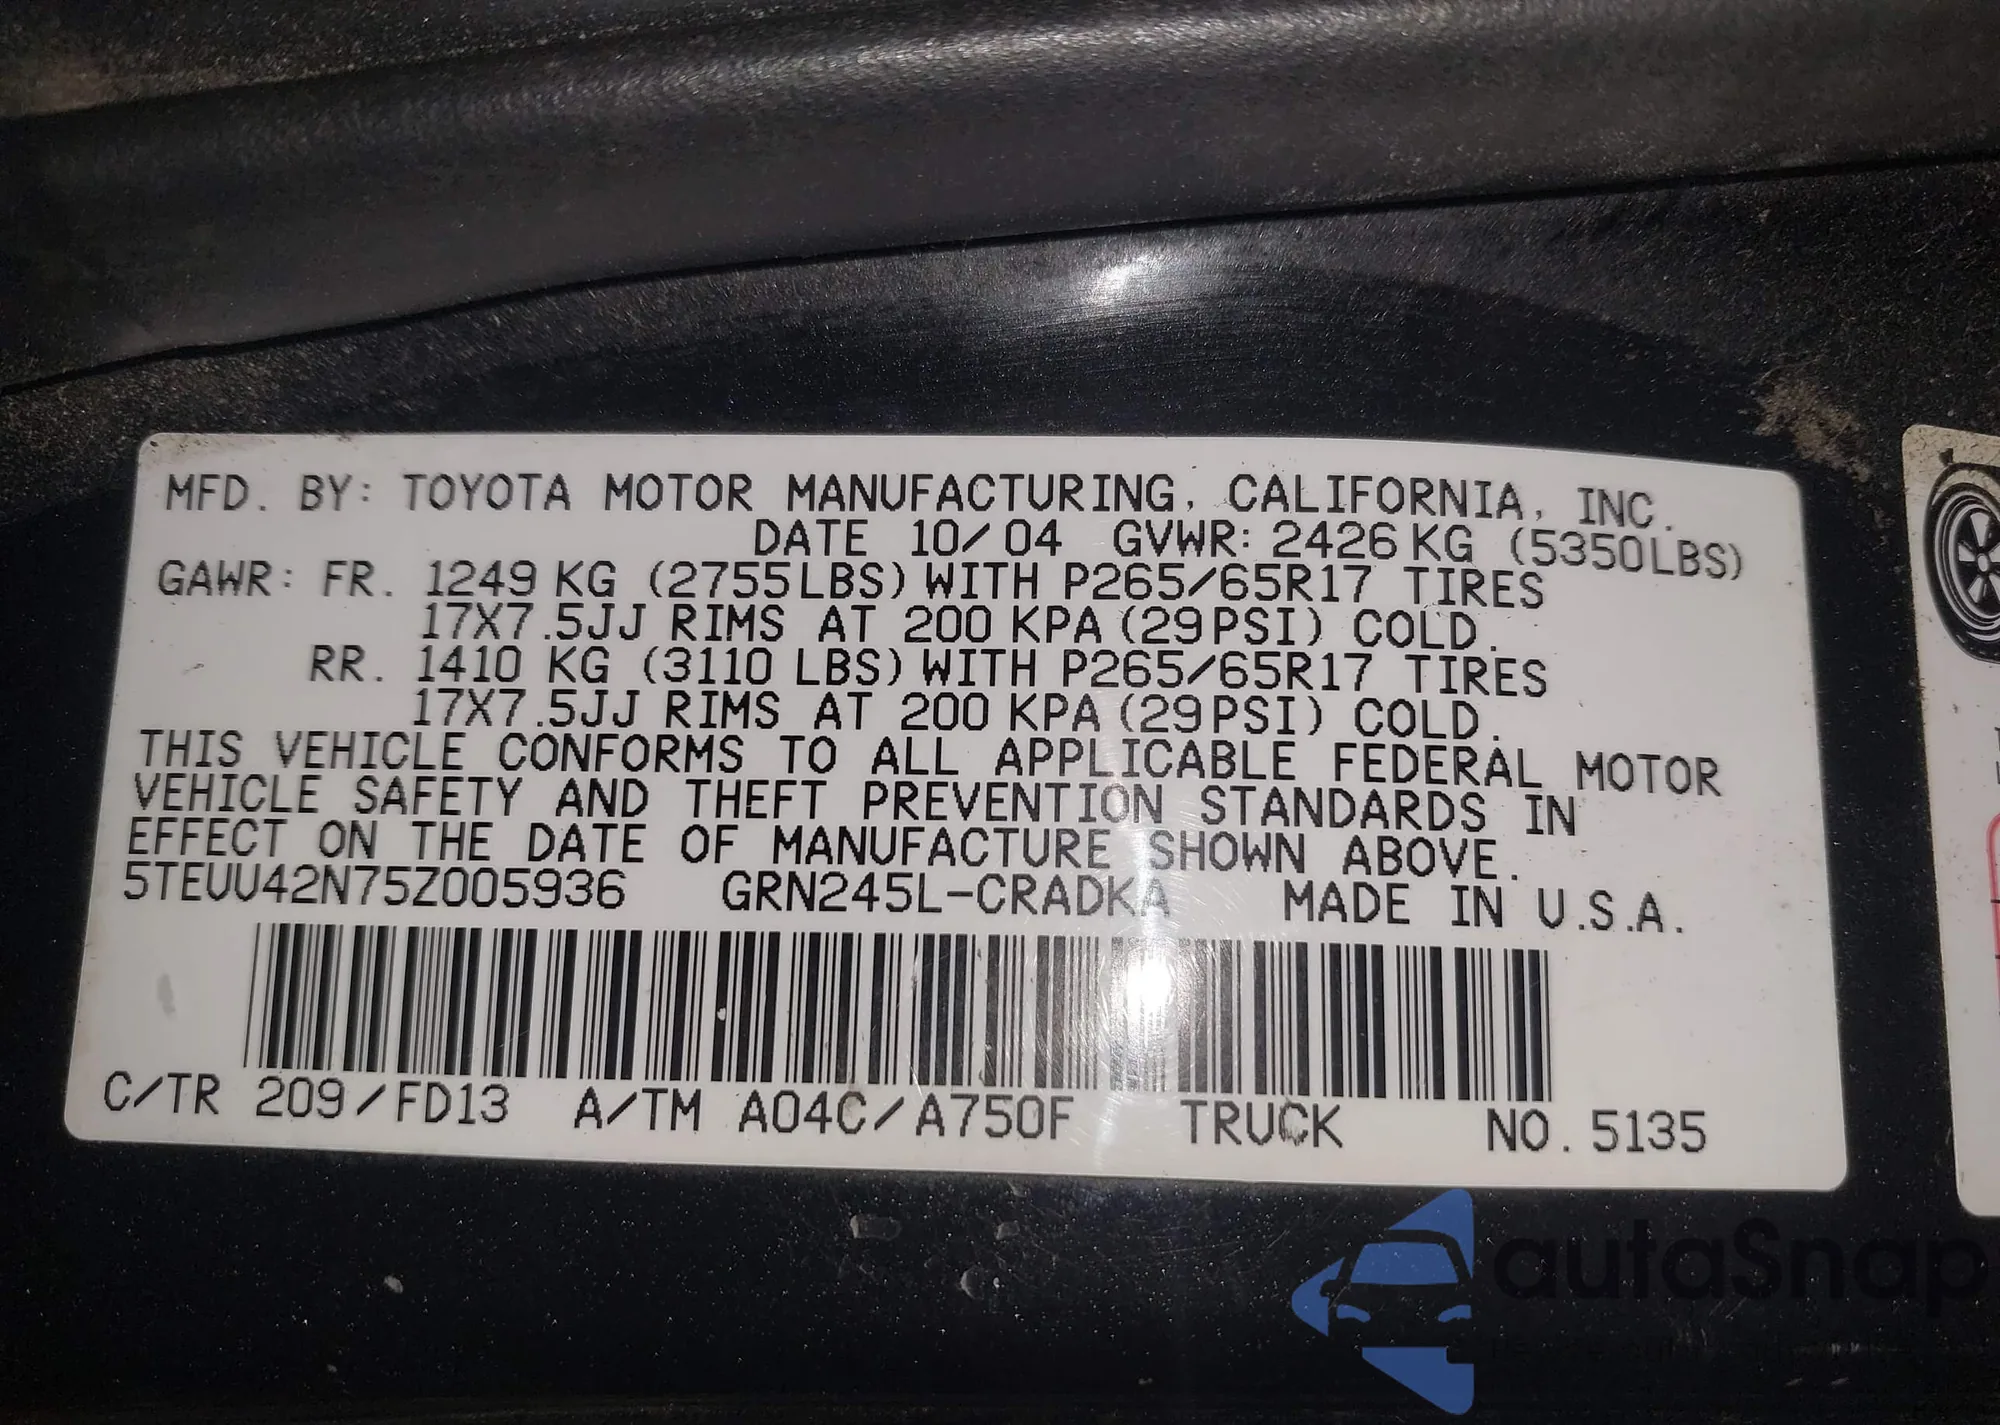 MFD. BY: TOYOTA MOTOR MANUFACTURING, CALIFORNIA, INC.
DATE 10/04 GVWR: 2426 KG (5350LBS)
GAWR: FR. 1249 KG (2755LBS) WITH P265/65R17 TIRES
17X7.5JJ RIMS AT 200 KPA (29PSI) COLD.
RR. 1410 KG (3110 LBS) WITH P265/65R17 TIRES
17X7.5JJ RIMS AT 200 KPA (29PSI) COLD.
THIS VEHICLE CONFORMS TO ALL APPLICABLE FEDERAL MOTOR
VEHICLE SAFETY AND THEFT PREVENTION STANDARDS IN
EFFECT ON THE DATE OF MANUFACTURE SHOWN ABOVE.
5TEUU42N75Z005936 GRN245L-CRADKA MADE IN U.S.A.
C/TR 209/FD13 A/TM A04C/A750F TRUCK NO. 5135
autaSnap